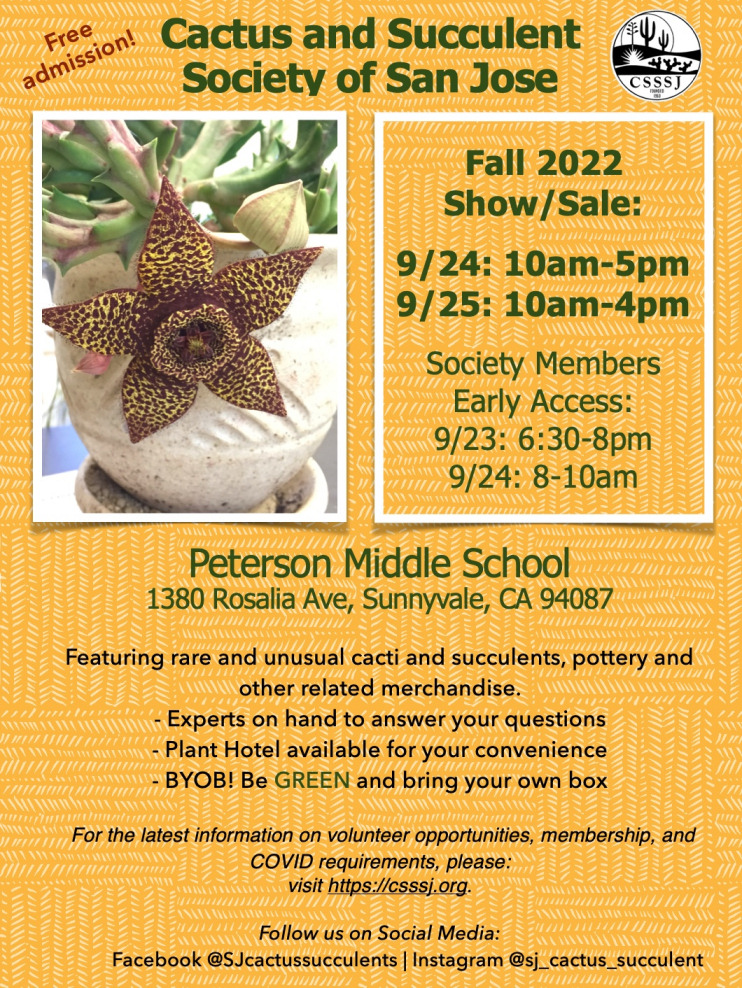 Free
admission!
Cactus and Succulent
Society of San Jose
CSSSJ
FOUNDED
Fall 2022
Show/Sale:
9/24: 10am-5pm
9/25: 10am-4pm
Society Members
Early Access:
9/23: 6:30-8pm
9/24: 8-10am
Peterson Middle School
1380 Rosalia Ave, Sunnyvale, CA 94087
Featuring rare and unusual cacti and succulents, pottery and
other related merchandise.
- Experts on hand to answer your questions
- Plant Hotel available for your convenience
- BYOB! Be GREEN and bring your own box
For the latest information on volunteer opportunities, membership, and
COVID requirements, please:
visit https://csssj.org.
Follow us on Social Media:
Facebook @SJcactussucculents | Instagram @sj_cactus_succulent